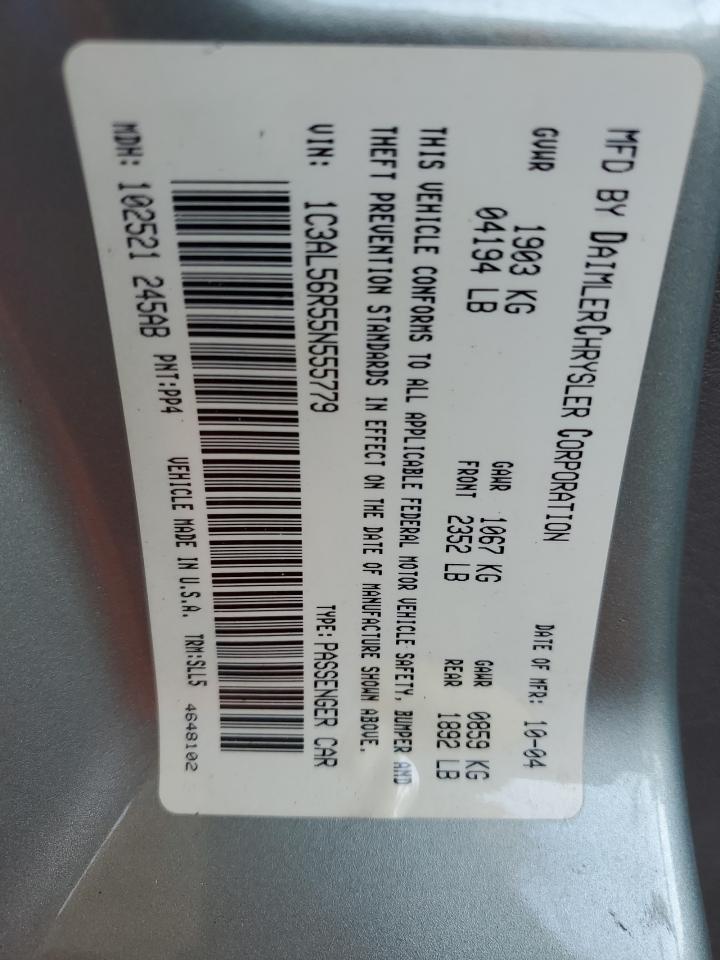 MFD BY DAIMLERCHRYSLER CORPORATION
DATE OF MFR: 10-04
GVWR 1903 KG
04194 LB
GAWR FRONT 1067 KG
2352 LB
GAWR REAR 0859 KG
1892 LB
THIS VEHICLE CONFORMS TO ALL APPLICABLE FEDERAL MOTOR VEHICLE SAFETY, BUMPER AND
THEFT PREVENTION STANDARDS IN EFFECT ON THE DATE OF MANUFACTURE SHOWN ABOVE.
VIN: 1C3AL56R55N555779 TYPE: PASSENGER CAR
MDH: 102521 245AB PNT:PP4 VEHICLE MADE IN U.S.A. TRM:SLL5 4648102